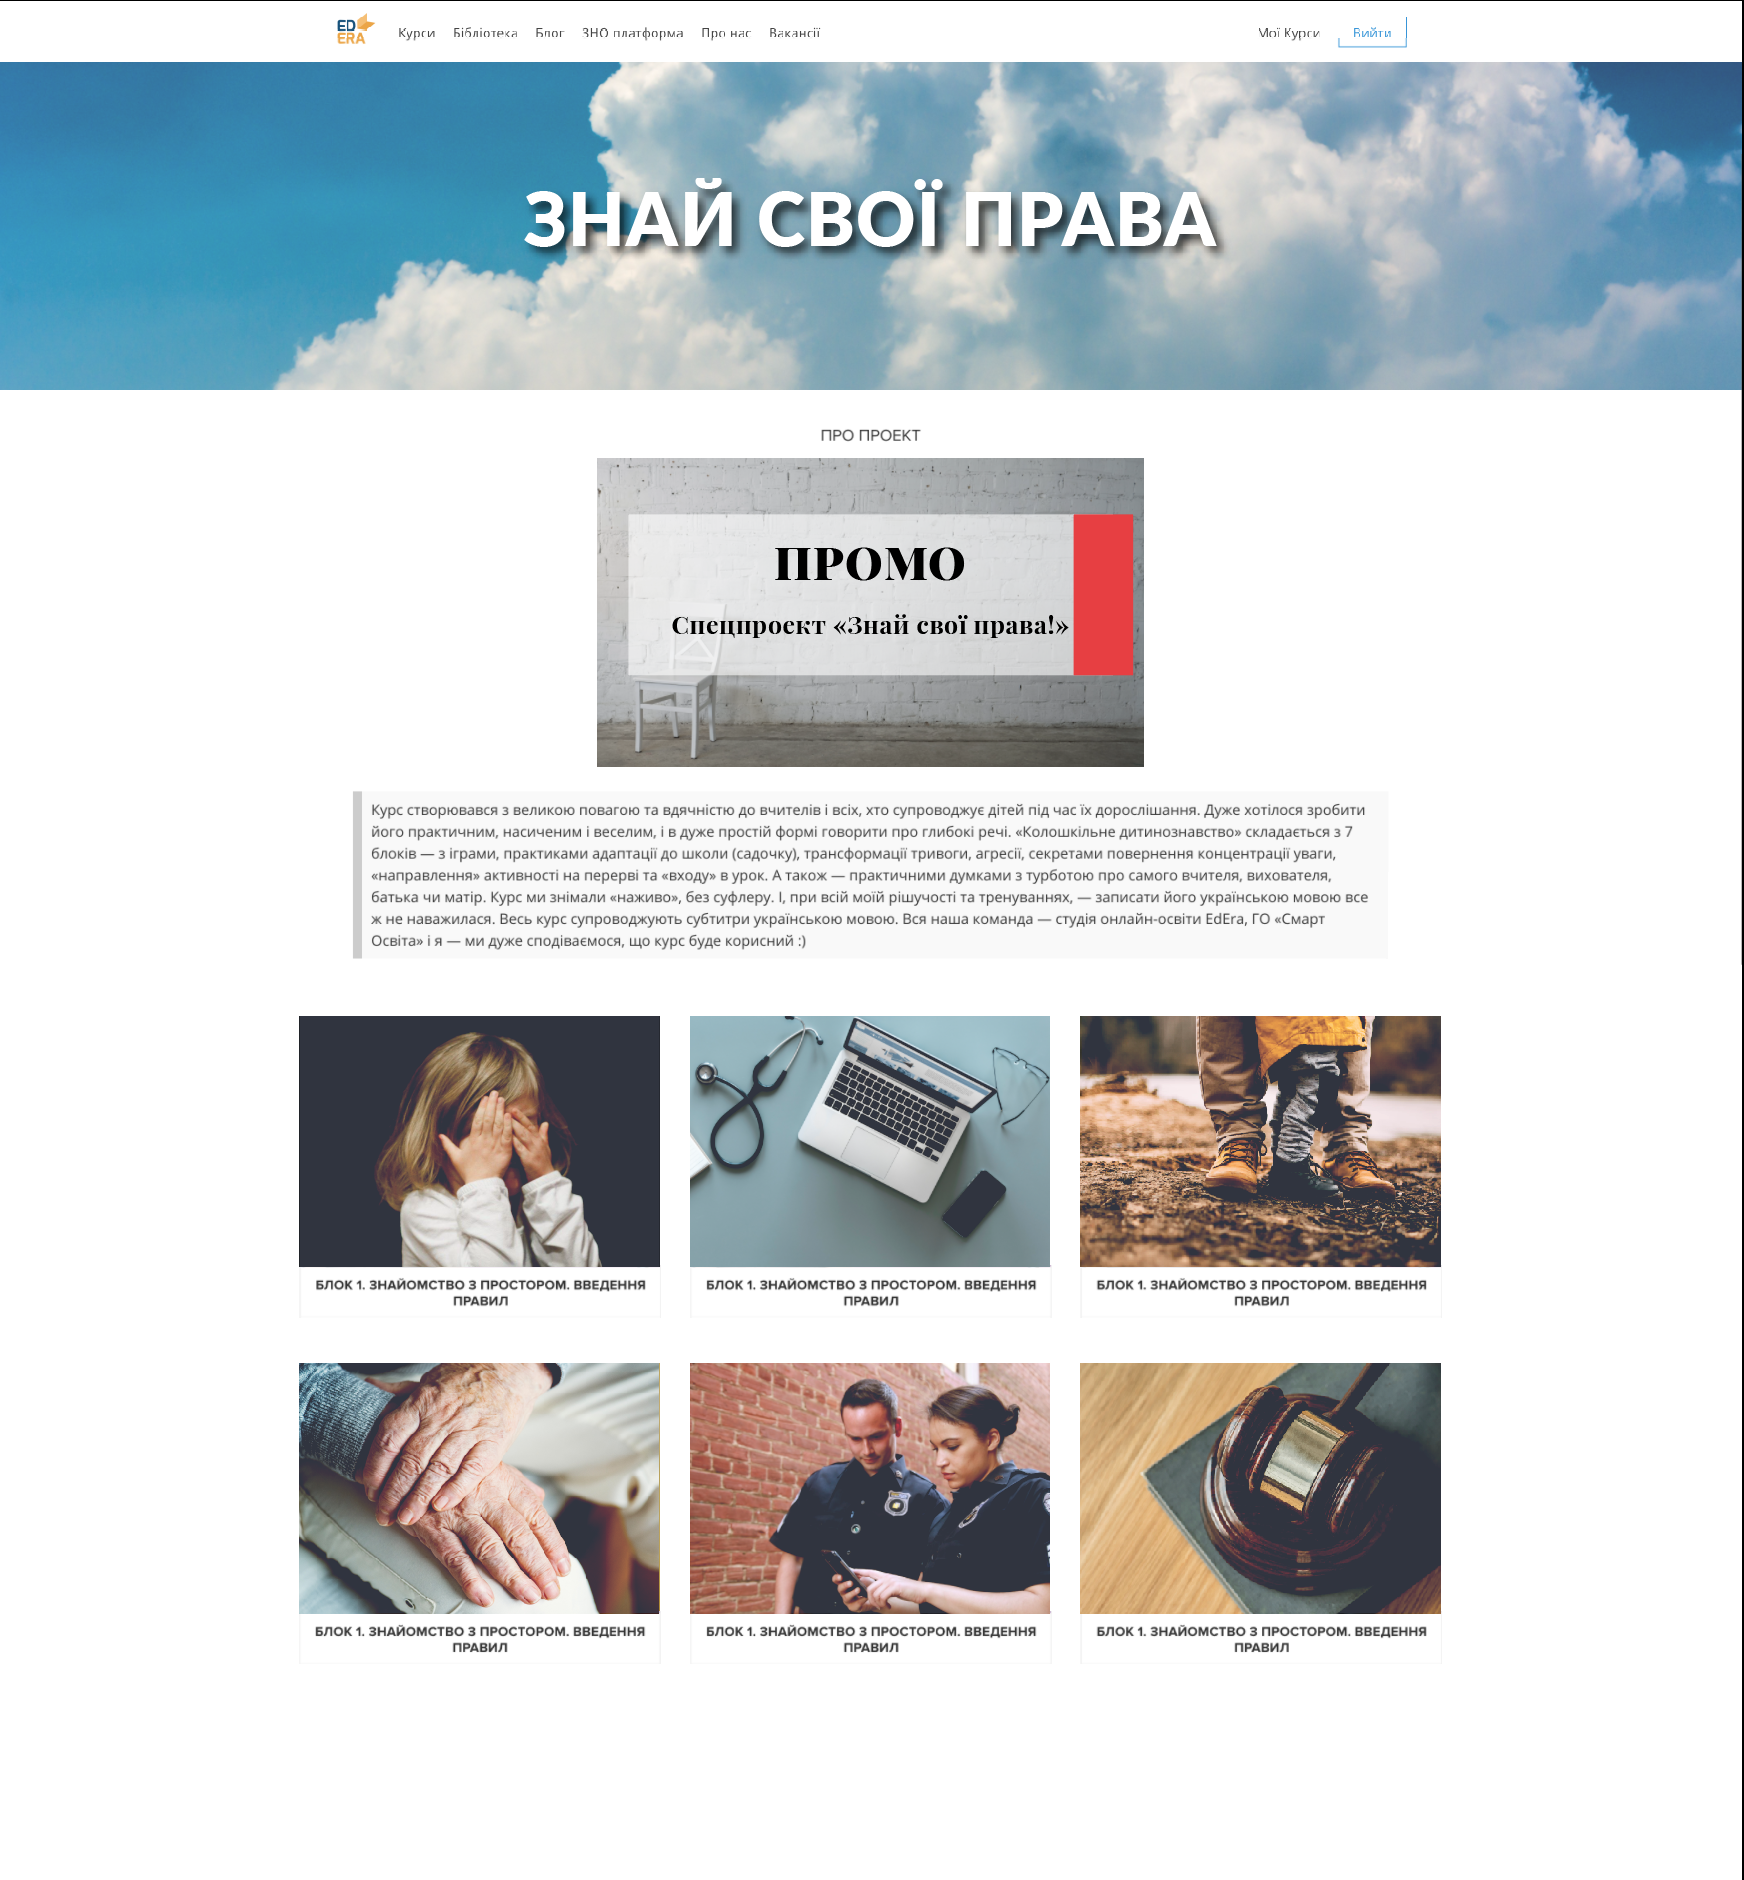 ED
ERA
Курси Бібліотека Блог ЗНО платформа Про нас Вакансії Мої Курси Вийти
ЗНАЙ СВОЇ ПРАВА
ПРО ПРОЕКТ
ПРОМО
Спецпроект «Знай свої права!»
Курс створювався з великою повагою та вдячністю до вчителів і всіх, хто супроводжує дітей під час їх дорослішання. Дуже хотілося зробити
його практичним, насиченим і веселим, і в дуже простій формі говорити про глибокі речі. «Колошкільне дитинознавство» складається з 7
блоків — з іграми, практиками адаптації до школи (садочку), трансформації тривоги, агресії, секретами повернення концентрації уваги,
«направлення» активності на перерві та «входу» в урок. А також — практичними думками з турботою про самого вчителя, вихователя,
батька чи матір. Курс ми знімали «наживо», без суфлеру. І, при всій моїй рішучості та тренуваннях, — записати його українською мовою все
ж не наважилася. Весь курс супроводжують субтитри українською мовою. Вся наша команда — студія онлайн-освіти EdEra, ГО «Смарт
Освіта» і я — ми дуже сподіваємося, що курс буде корисний :)
БЛОК 1. ЗНАЙОМСТВО З ПРОСТОРОМ. ВВЕДЕННЯ
ПРАВИЛ
БЛОК 1. ЗНАЙОМСТВО З ПРОСТОРОМ. ВВЕДЕННЯ
ПРАВИЛ
БЛОК 1. ЗНАЙОМСТВО З ПРОСТОРОМ. ВВЕДЕННЯ
ПРАВИЛ
БЛОК 1. ЗНАЙОМСТВО З ПРОСТОРОМ. ВВЕДЕННЯ
ПРАВИЛ
БЛОК 1. ЗНАЙОМСТВО З ПРОСТОРОМ. ВВЕДЕННЯ
ПРАВИЛ
БЛОК 1. ЗНАЙОМСТВО З ПРОСТОРОМ. ВВЕДЕННЯ
ПРАВИЛ